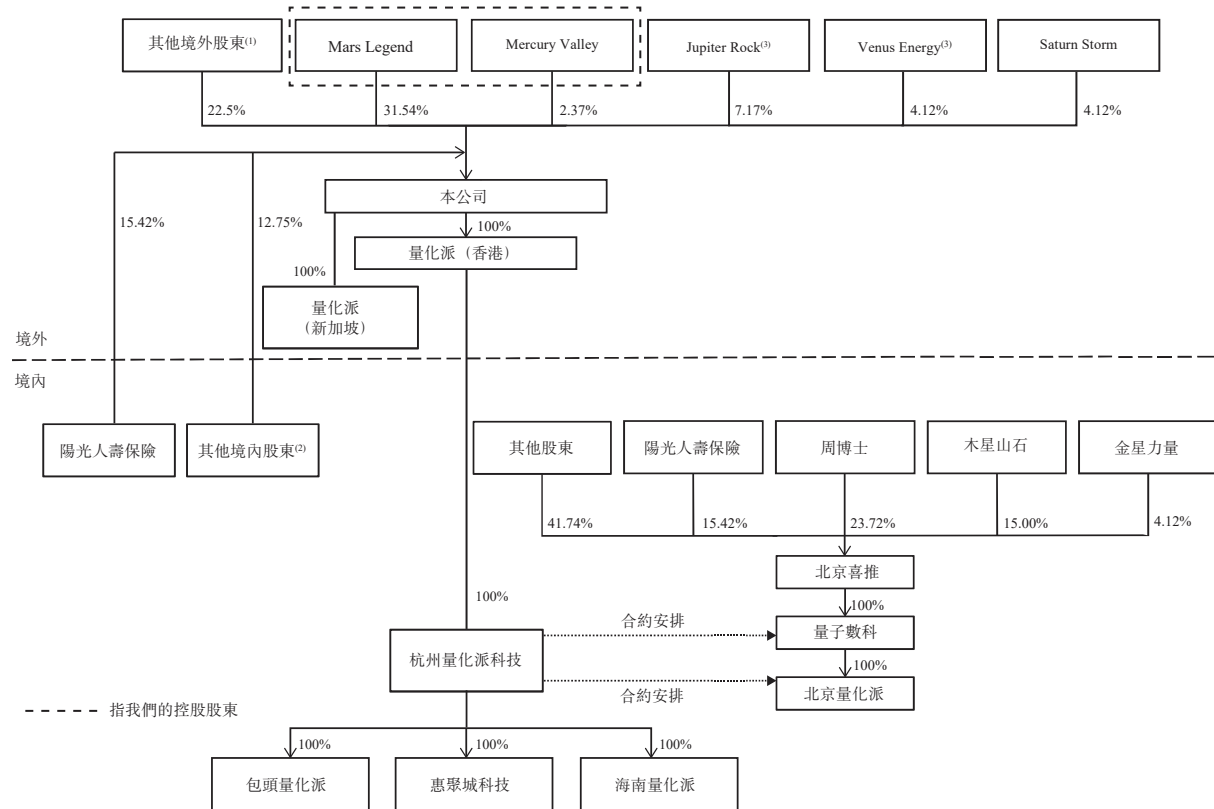 其他境外股東(1)
Mars Legend
Mercury Valley
Jupiter Rock(3)
Venus Energy(3)
Saturn Storm
22.5%
31.54%
2.37%
7.17%
4.12%
4.12%
本公司
15.42%
12.75%
100%
量化派（香港）
100%
量化派
（新加坡）
境外
境內
陽光人壽保險
其他境內股東(2)
其他股東
陽光人壽保險
周博士
木星山石
金星力量
41.74%
15.42%
23.72%
15.00%
4.12%
北京喜推
100%
100%
合約安排
量子數科
杭州量化派科技
100%
合約安排
北京量化派
指我們的控股股東
100%
100%
100%
包頭量化派
惠聚城科技
海南量化派